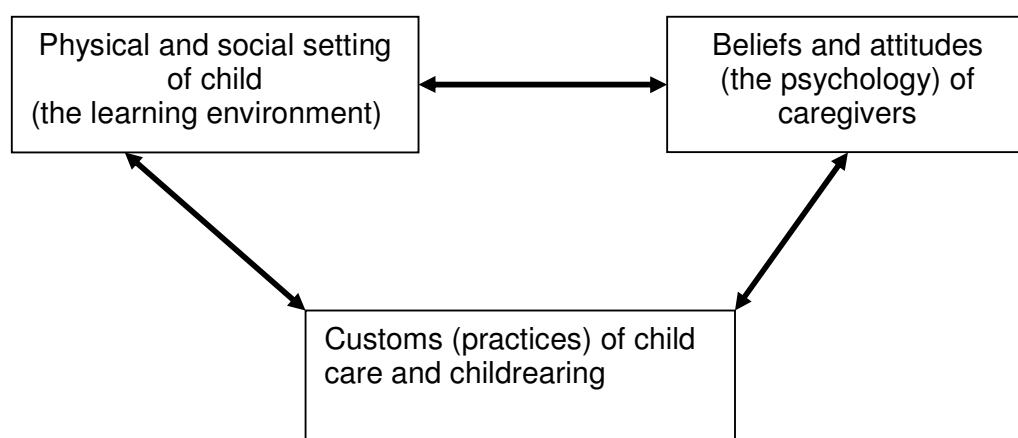 Physical and social setting
of child
(the learning environment)
Beliefs and attitudes
(the psychology) of
caregivers
Customs (practices) of child
care and childrearing